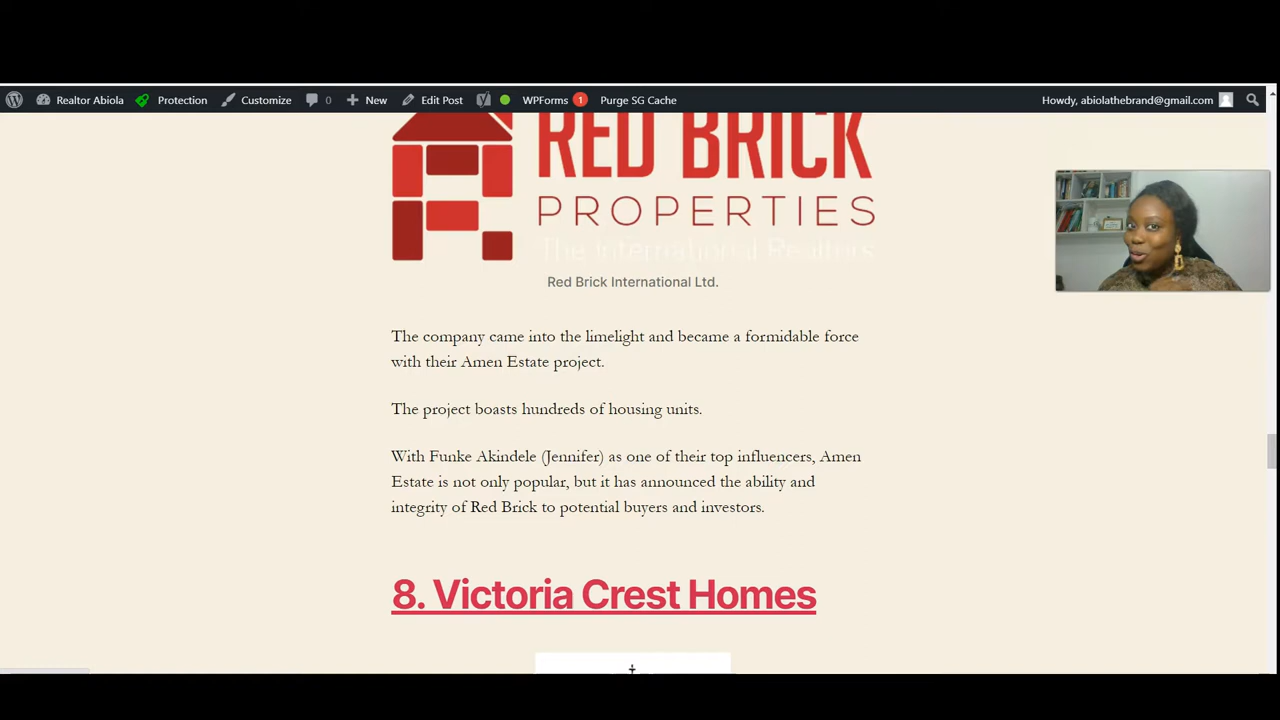 Realtor Abiola Protection Customize 0 New Edit Post WPForms 1 Purge SG Cache Howdy, abiolathebrand@gmail.com
RED BRICK
PROPERTIES
The International Realtors
Red Brick International Ltd.
The company came into the limelight and became a formidable force
with their Amen Estate project.
The project boasts hundreds of housing units.
With Funke Akindele (Jennifer) as one of their top influencers, Amen
Estate is not only popular, but it has announced the ability and
integrity of Red Brick to potential buyers and investors.
8. Victoria Crest Homes